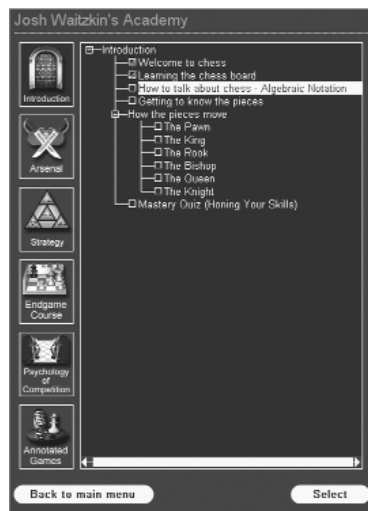 Josh Waitzkin's Academy
Introduction
Arsenal
Strategy
Endgame
Course
Psychology
of
Competition
Annotated
Games
Introduction
Welcome to chess
Learning the chess board
How to talk about chess - Algebraic Notation
Getting to know the pieces
How the pieces move
The Pawn
The King
The Rook
The Bishop
The Queen
The Knight
Mastery Quiz (Honing Your Skills)
Back to main menu
Select